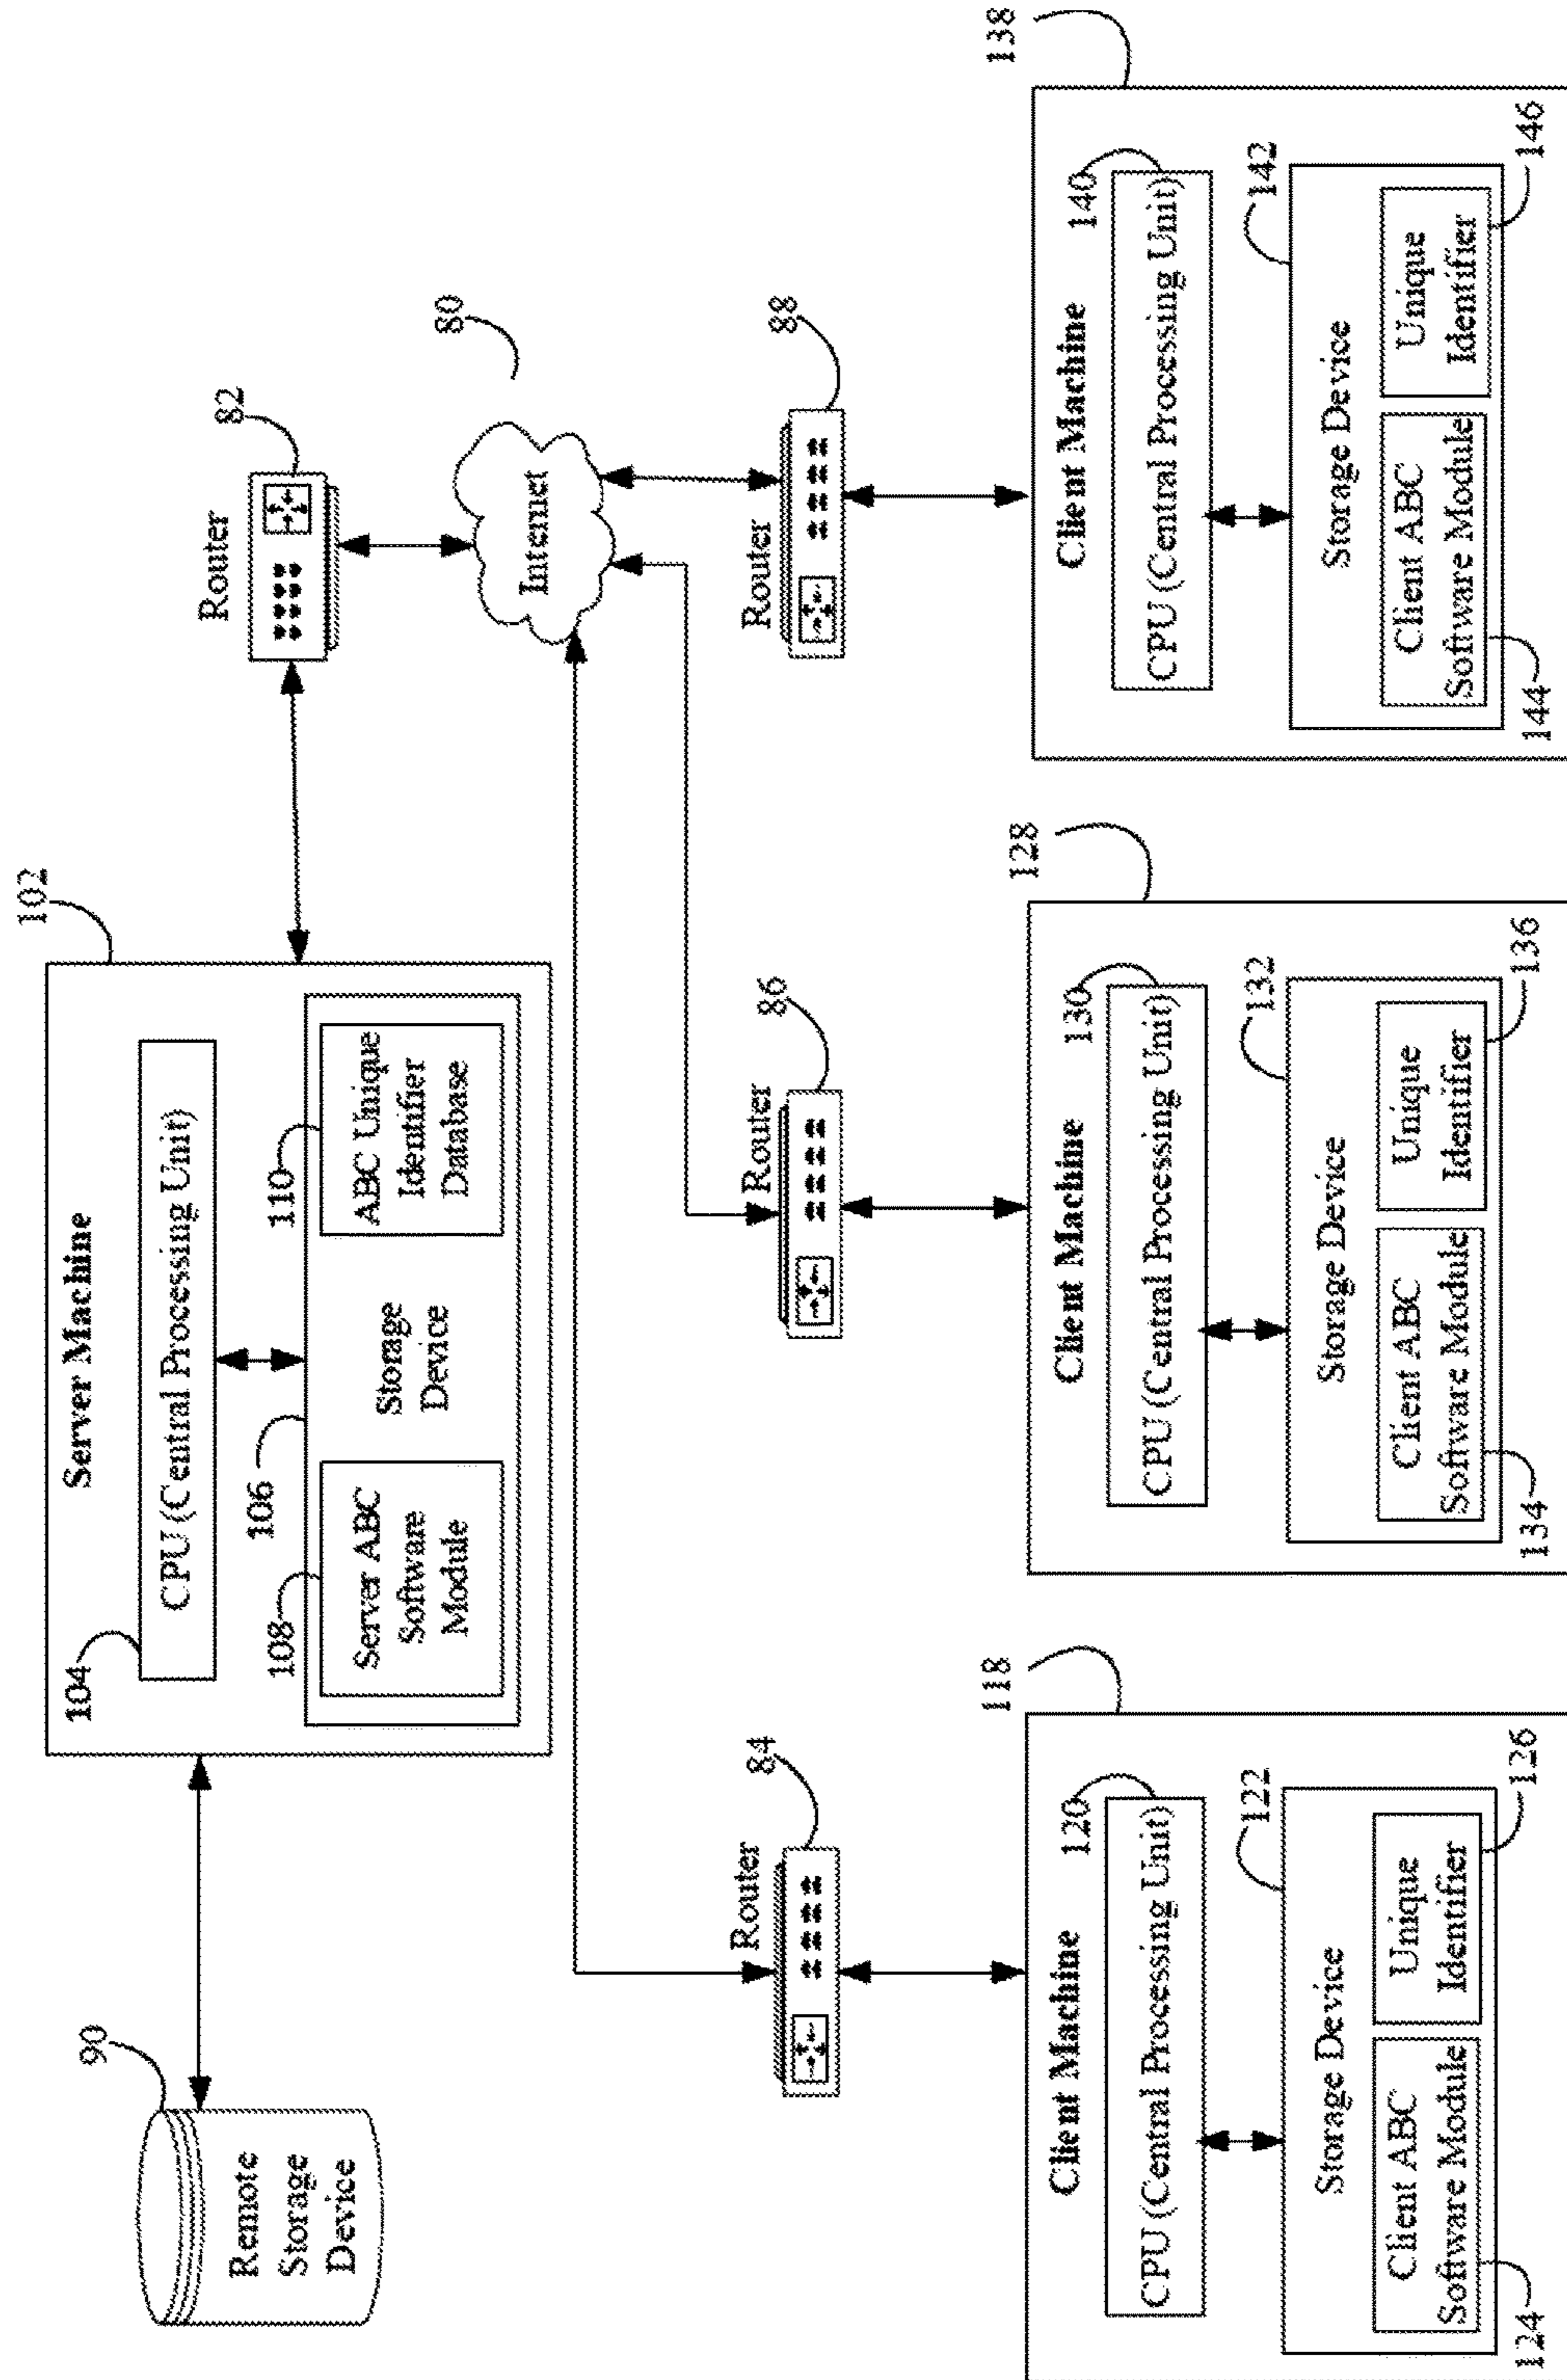 90
Remote
Storage
Device
102
Server Machine
104
CPU (Central Processing Unit)
106
108
Server ABC
Software
Module
Storage
Device
110
ABC Unique
Identifier
Database
Router
82
80
Internet
Router
84
Router
86
Router
88
118
Client Machine
120
CPU (Central Processing Unit)
122
Storage Device
Client ABC
Software Module
Unique
Identifier
124
126
128
Client Machine
130
CPU (Central Processing Unit)
132
Storage Device
Client ABC
Software Module
Unique
Identifier
134
136
138
Client Machine
140
CPU (Central Processing Unit)
142
Storage Device
Client ABC
Software Module
Unique
Identifier
144
146